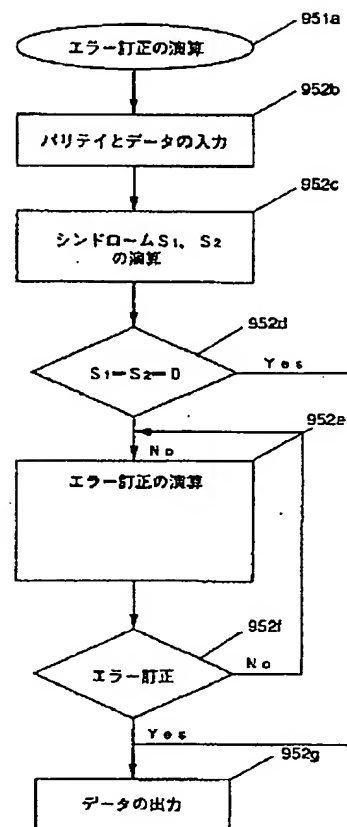 951a
エラー訂正の演算
952b
パリテイとデータの入力
952c
シンドロームS1、S2
の演算
952d
S1=S2=0
Yes
952e
No
エラー訂正の演算
952f
エラー訂正
No
Yes
952g
データの出力